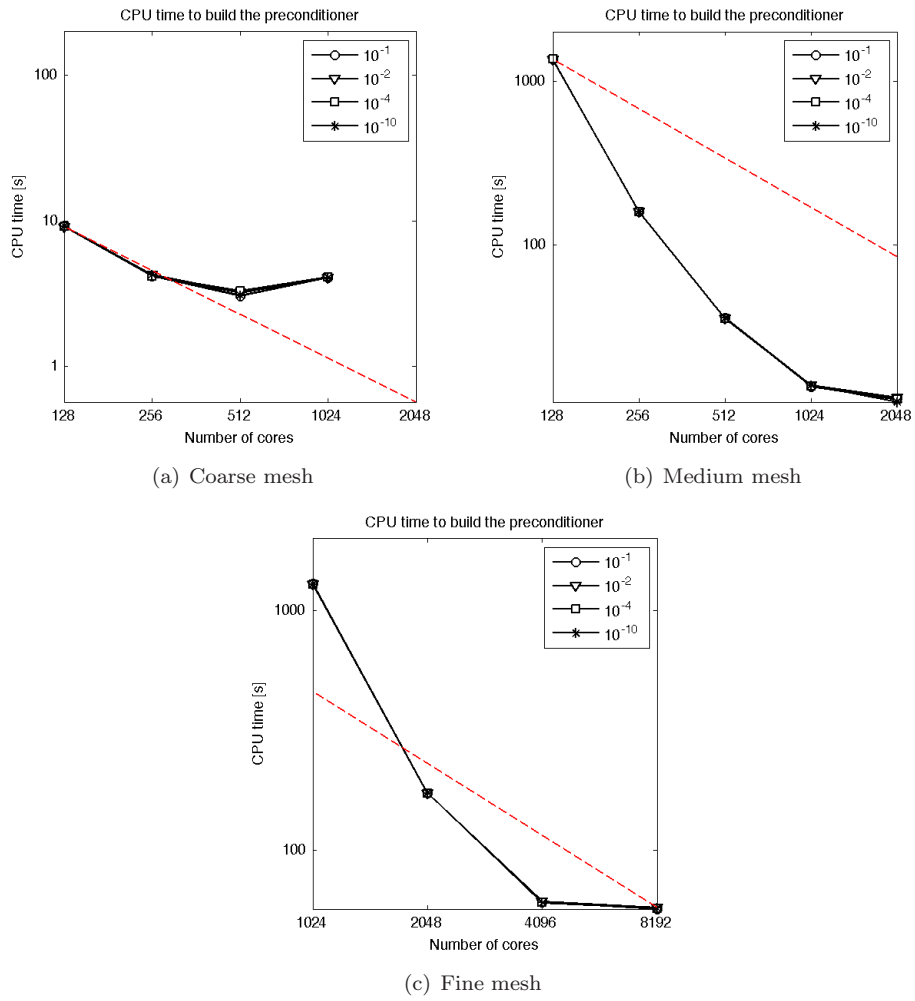 CPU time to build the preconditioner
100
10
1
CPU time [s]
10⁻¹
10⁻²
10⁻⁴
10⁻¹⁰
128 256 512 1024 2048
Number of cores
(a) Coarse mesh
CPU time to build the preconditioner
1000
100
CPU time [s]
10⁻¹
10⁻²
10⁻⁴
10⁻¹⁰
128 256 512 1024 2048
Number of cores
(b) Medium mesh
CPU time to build the preconditioner
1000
100
CPU time [s]
10⁻¹
10⁻²
10⁻⁴
10⁻¹⁰
1024 2048 4096 8192
Number of cores
(c) Fine mesh